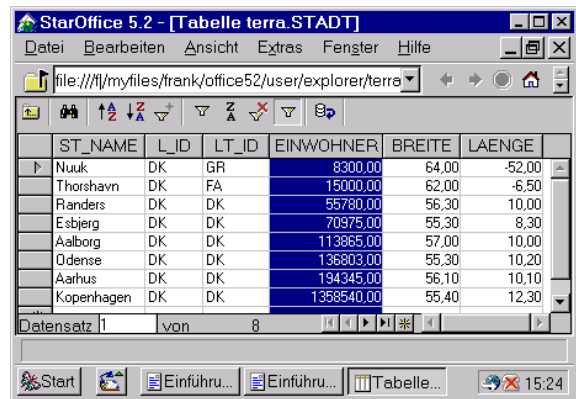 StarOffice 5.2 - [Tabelle terra.STADT]
Datei Bearbeiten Ansicht Extras Fenster Hilfe
file:///f|/myfiles/frank/office52/user/explorer/terra
ST_NAME L_ID LT_ID EINWOHNER BREITE LAENGE
Nuuk DK GR 8300,00 64,00 -52,00
Thorshavn DK FA 15000,00 62,00 -6,50
Randers DK DK 55780,00 56,30 10,00
Esbjerg DK DK 70975,00 55,30 8,30
Aalborg DK DK 113865,00 57,00 10,00
Odense DK DK 136803,00 55,30 10,20
Aarhus DK DK 194345,00 56,10 10,10
Kopenhagen DK DK 1358540,00 55,40 12,30
Datensatz 1 von 8
Start Einführu... Einführu... Tabelle... 15:24